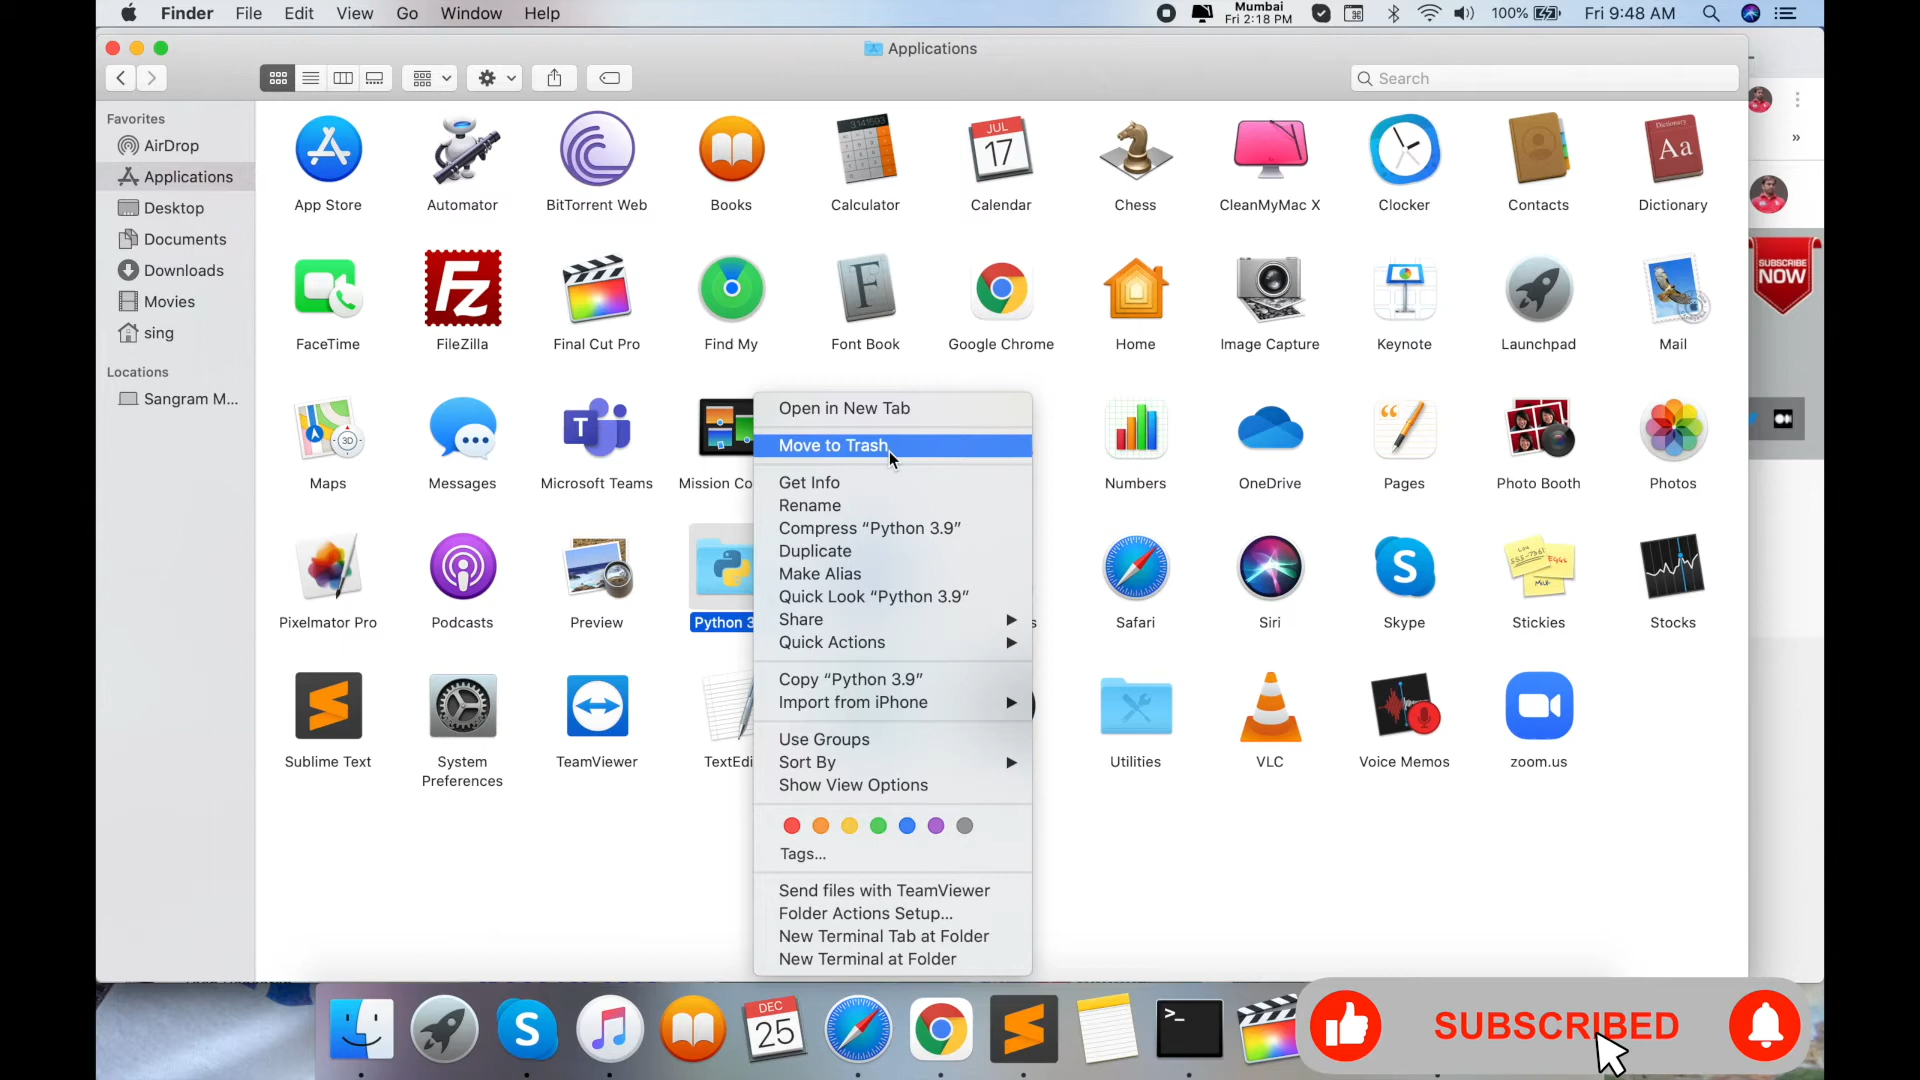 Finder File Edit View Go Window Help
Mumbai
Fri 2:18 PM
100%
Fri 9:48 AM
Applications
Search
Favorites
AirDrop
Applications
Desktop
Documents
Downloads
Movies
sing
Locations
Sangram M...
3141593
JUL
17
Dictionary
Aa
App Store Automator BitTorrent Web Books Calculator Calendar Chess CleanMyMac X Clocker Contacts Dictionary
SUBSCRIBE
NOW
Fz
F
FaceTime FileZilla Final Cut Pro Find My Font Book Google Chrome Home Image Capture Keynote Launchpad Mail
3D
T
Maps Messages Microsoft Teams Mission Co Numbers OneDrive Pages Photo Booth Photos
S
Pixelmator Pro Podcasts Preview Python 3 s Safari Siri Skype Stickies Stocks
Sublime Text System Preferences TeamViewer TextEdi Utilities VLC Voice Memos zoom.us
Open in New Tab
Move to Trash
Get Info
Rename
Compress “Python 3.9”
Duplicate
Make Alias
Quick Look “Python 3.9”
Share
Quick Actions
Copy “Python 3.9”
Import from iPhone
Use Groups
Sort By
Show View Options
Tags...
Send files with TeamViewer
Folder Actions Setup...
New Terminal Tab at Folder
New Terminal at Folder
S
DEC
25
>_
SUBSCRIBED